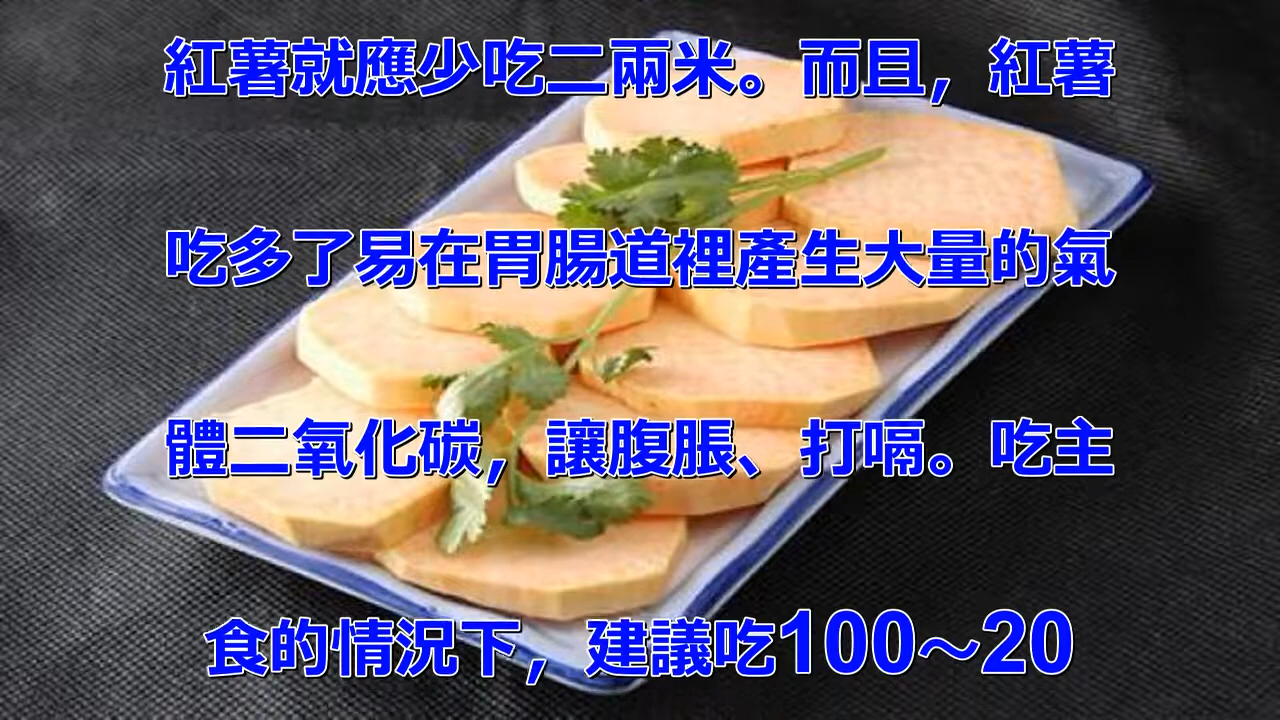 紅薯就應少吃二兩米。而且，紅薯
吃多了易在胃腸道裡產生大量的氣
體二氧化碳，讓腹脹、打嗝。吃主
食的情況下，建議吃100～20